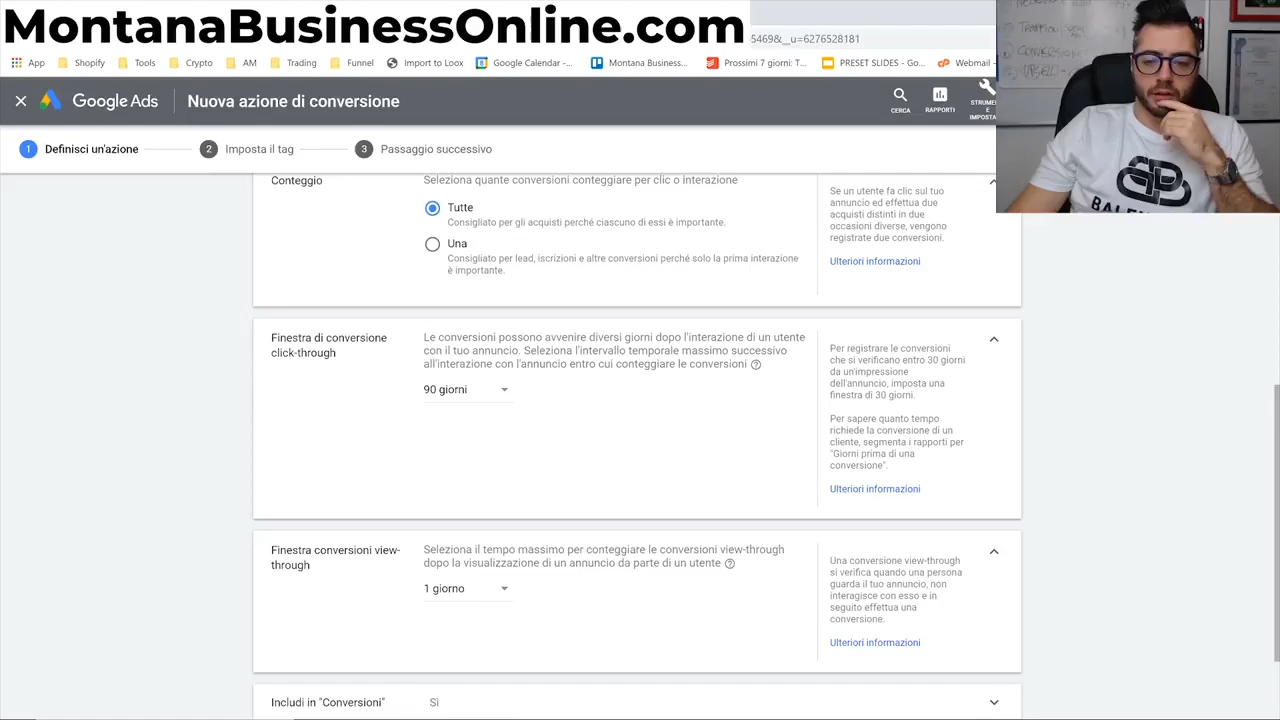 MontanaBusinessOnline.com
5469&__u=6276528181
App
Shopify
Tools
Crypto
AM
Trading
Funnel
Import to Loox
Google Calendar -...
Montana Business...
Prossimi 7 giorni: T...
PRESET SLIDES - Go...
Webmail -
Google Ads
Nuova azione di conversione
CERCA
RAPPORTI
STRUME
E
IMPOSTA
1 Definisci un'azione
2 Imposta il tag
3 Passaggio successivo
Conteggio
Seleziona quante conversioni conteggiare per clic o interazione
Tutte
Consigliato per gli acquisti perché ciascuno di essi è importante.
Una
Consigliato per lead, iscrizioni e altre conversioni perché solo la prima interazione
è importante.
Se un utente fa clic sul tuo
annuncio ed effettua due
acquisti distinti in due
occasioni diverse, vengono
registrate due conversioni.
Ulteriori informazioni
Finestra di conversione
click-through
Le conversioni possono avvenire diversi giorni dopo l'interazione di un utente
con il tuo annuncio. Seleziona l'intervallo temporale massimo successivo
all'interazione con l'annuncio entro cui conteggiare le conversioni
90 giorni
Per registrare le conversioni
che si verificano entro 30 giorni
da un'impressione
dell'annuncio, imposta una
finestra di 30 giorni.
Per sapere quanto tempo
richiede la conversione di un
cliente, segmenta i rapporti per
"Giorni prima di una
conversione".
Ulteriori informazioni
Finestra conversioni view-
through
Seleziona il tempo massimo per conteggiare le conversioni view-through
dopo la visualizzazione di un annuncio da parte di un utente
1 giorno
Una conversione view-through
si verifica quando una persona
guarda il tuo annuncio, non
interagisce con esso e in
seguito effettua una
conversione.
Ulteriori informazioni
Includi in "Conversioni"
Sì